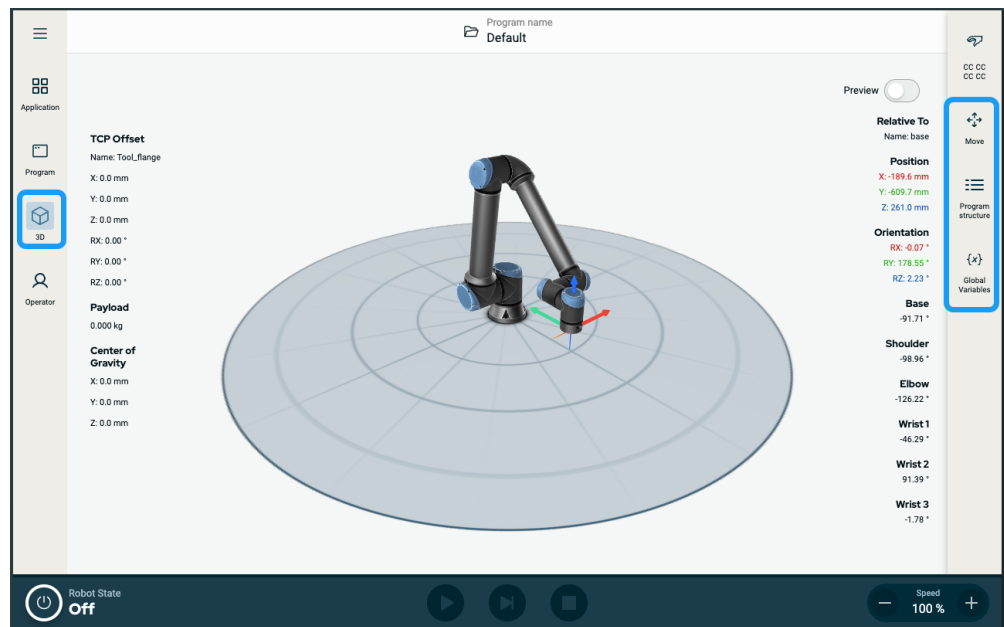 Program name
Default
CC CC
CC CC
Application
Program
3D
Operator
TCP Offset
Name: Tool_flange
X: 0.0 mm
Y: 0.0 mm
Z: 0.0 mm
RX: 0.00 °
RY: 0.00 °
RZ: 0.00 °
Payload
0.000 kg
Center of
Gravity
X: 0.0 mm
Y: 0.0 mm
Z: 0.0 mm
Preview
Relative To
Name: base
Position
X: -189.6 mm
Y: -609.7 mm
Z: 261.0 mm
Orientation
RX: -0.07 °
RY: 178.55 °
RZ: 2.23 °
Base
-91.71 °
Shoulder
-98.96 °
Elbow
-126.22 °
Wrist 1
-46.29 °
Wrist 2
91.39 °
Wrist 3
-1.78 °
Move
Program
structure
{x}
Global
Variables
Robot State
Off
Speed
100 %